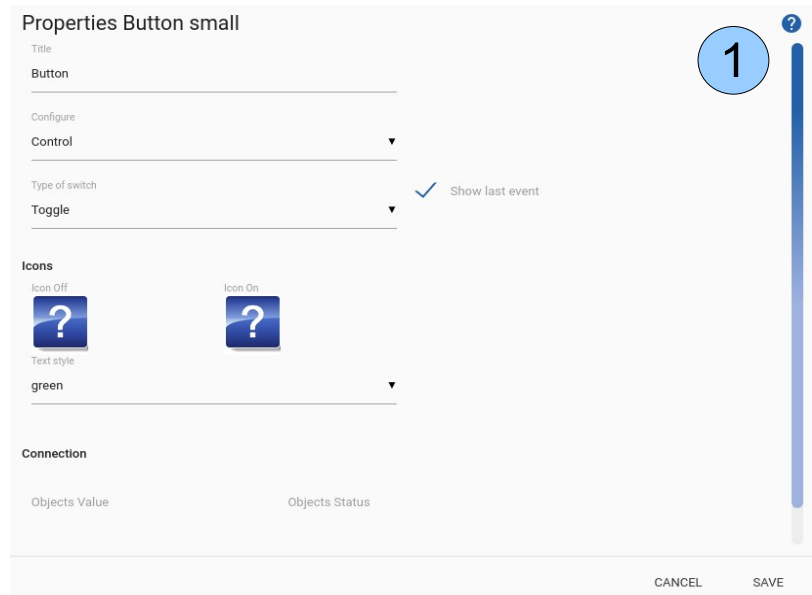 Properties Button small
?
1
Title
Button
Configure
Control
▼
Type of switch
Toggle
▼
Show last event
Icons
Icon Off
Icon On
?
?
Text style
green
▼
Connection
Objects Value
Objects Status
CANCEL
SAVE